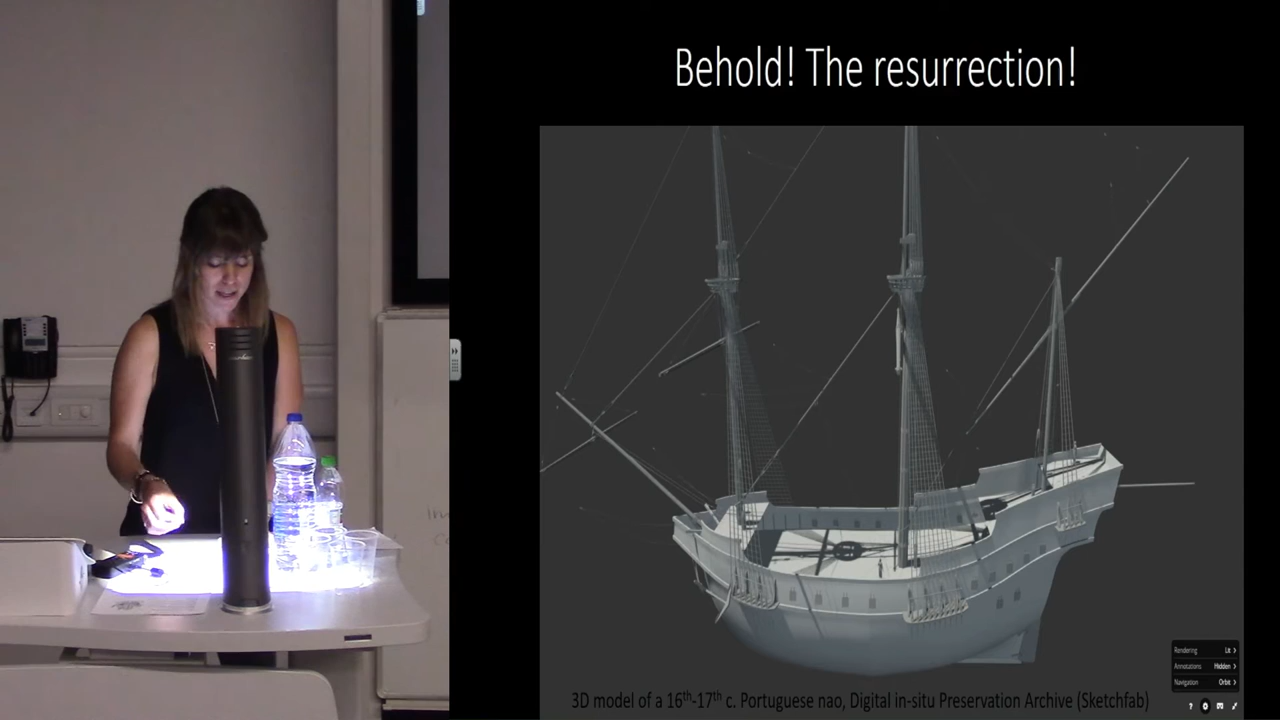 Behold! The resurrection!
Rendering Lit
Annotations Hidden
Navigation Orbit
?
3D model of a 16th-17th c. Portuguese nao, Digital in-situ Preservation Archive (Sketchfab)